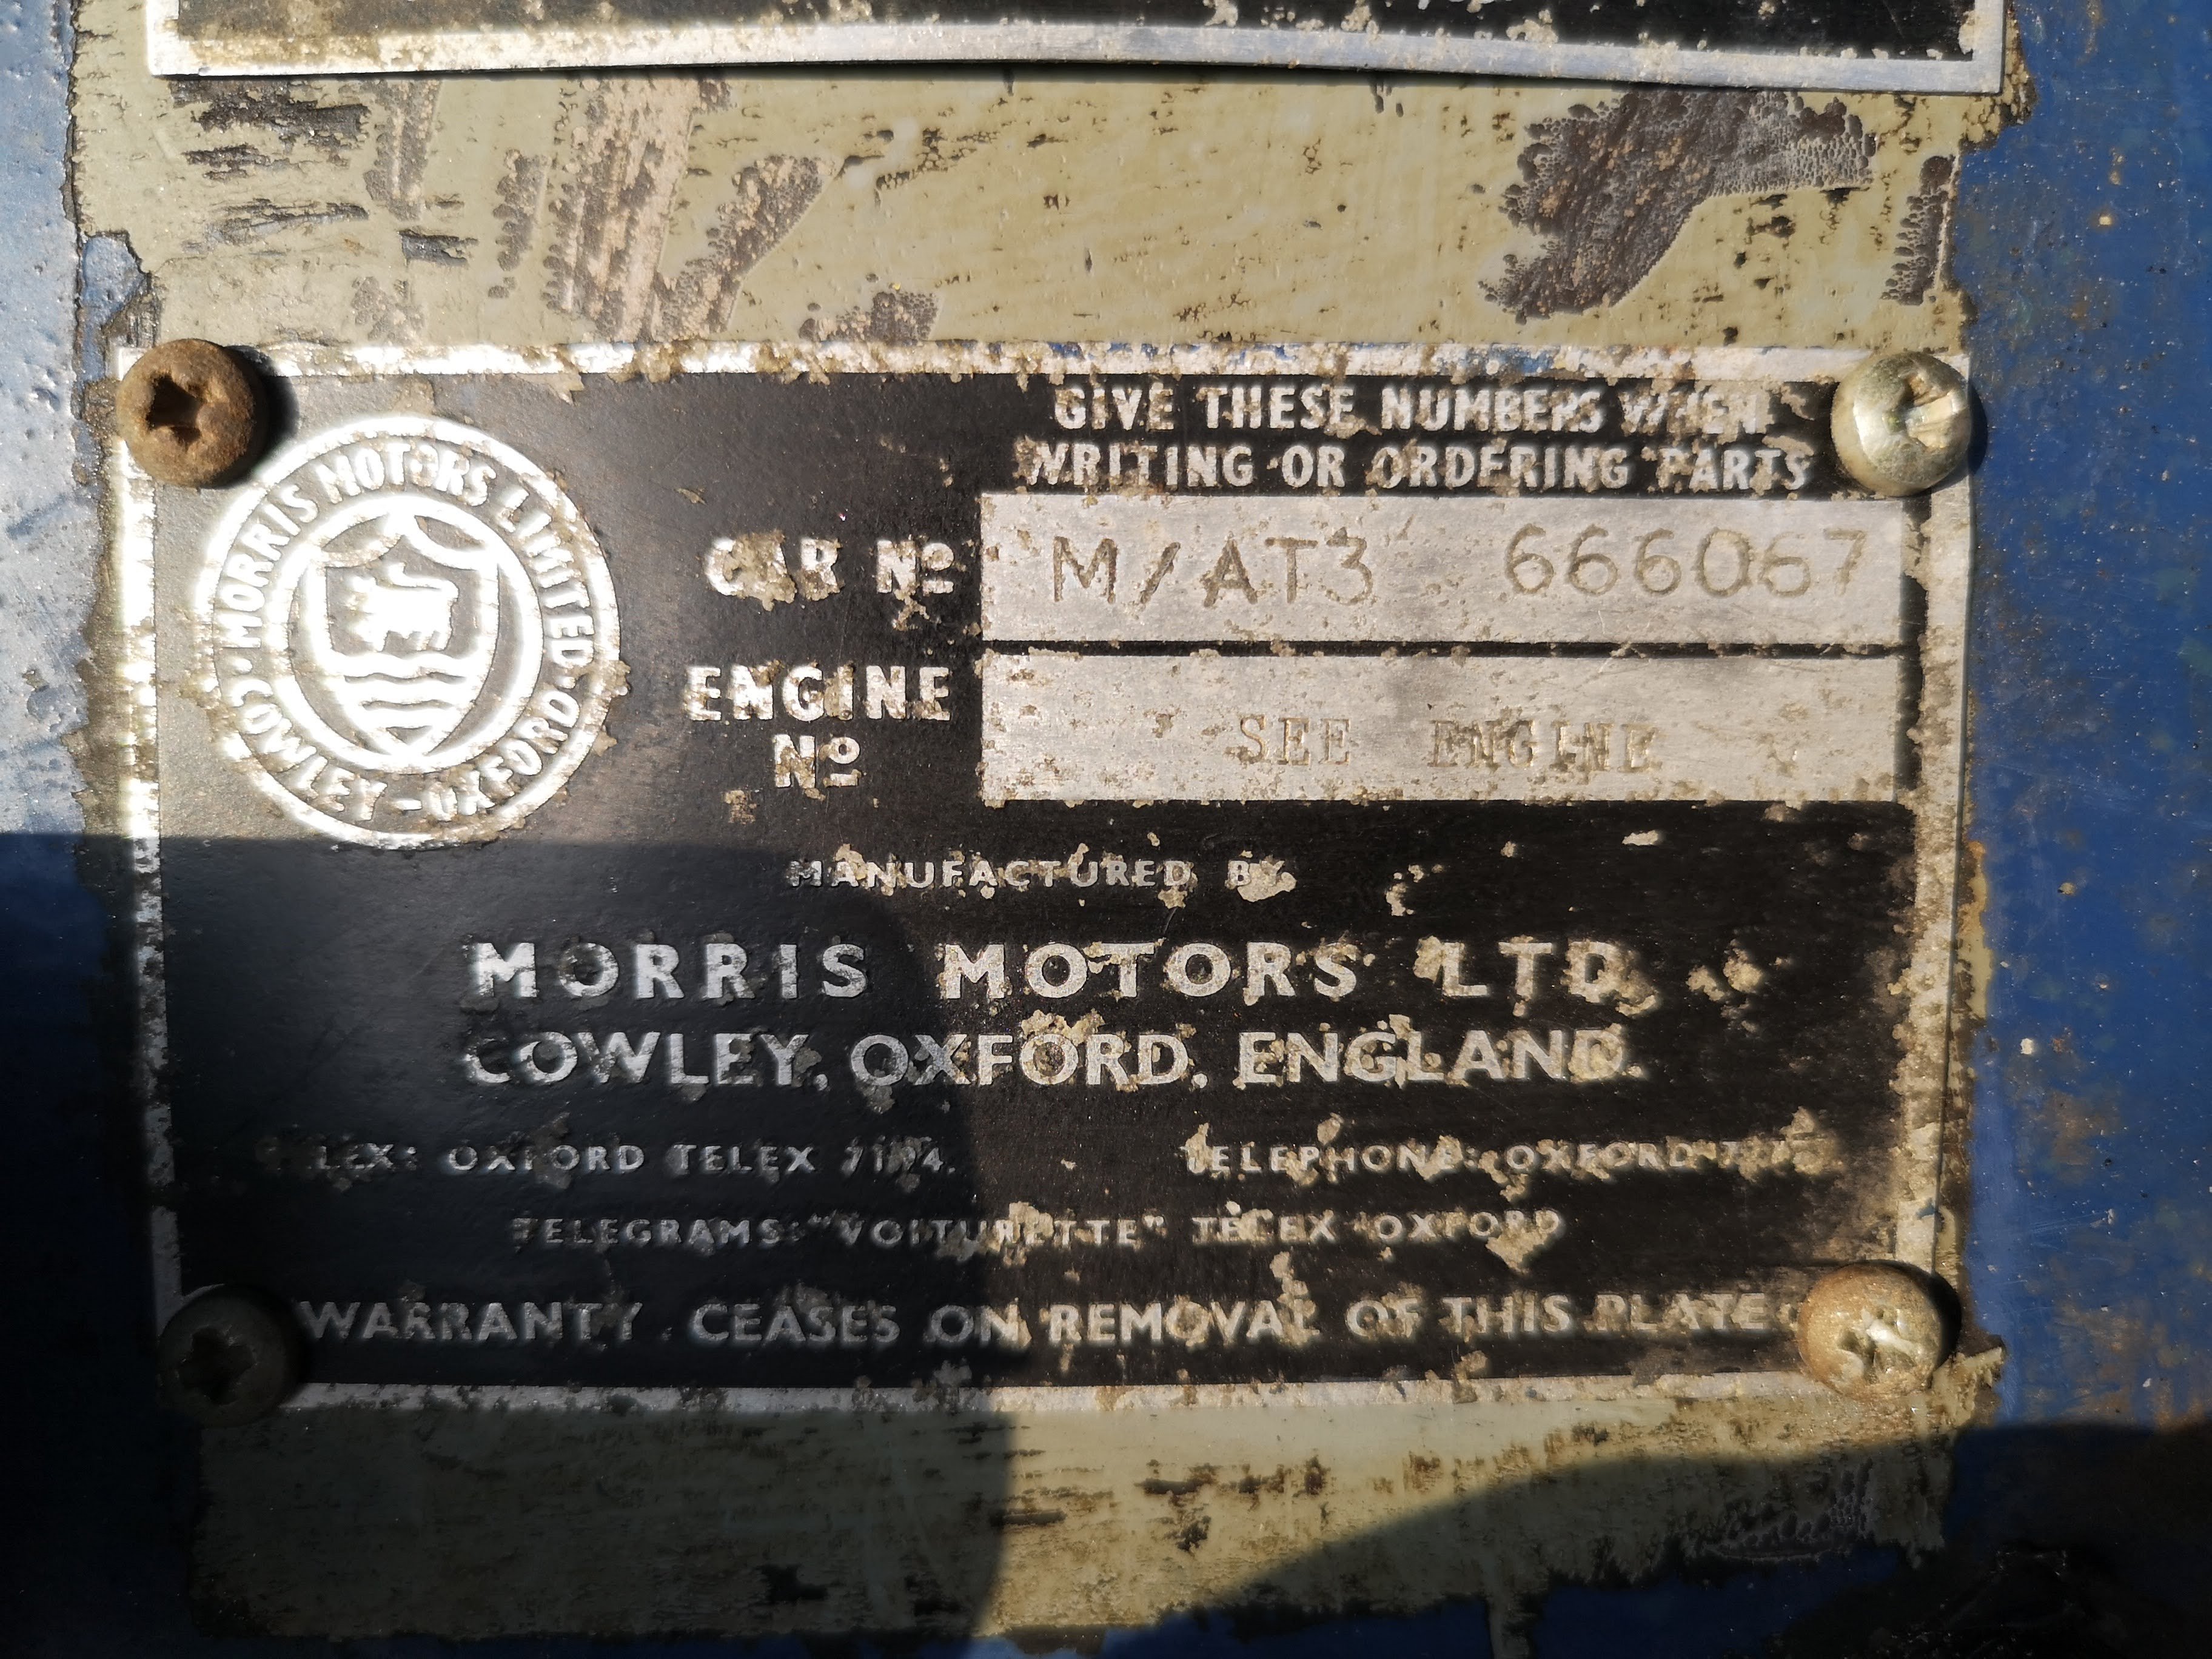 MORRIS MOTORS LIMITED
COWLEY-OXFORD
GIVE THESE NUMBERS WHEN
WRITING OR ORDERING PARTS
CAR Nº M/AT3 666067
ENGINE Nº SEE ENGINE
MANUFACTURED BY
MORRIS MOTORS LTD
COWLEY, OXFORD, ENGLAND.
OXFORD TELEX TELEPHONE: OXFORD
TELEGRAMS: "VOITURETTE" TELEX OXFORD
WARRANTY CEASES ON REMOVAL OF THIS PLATE